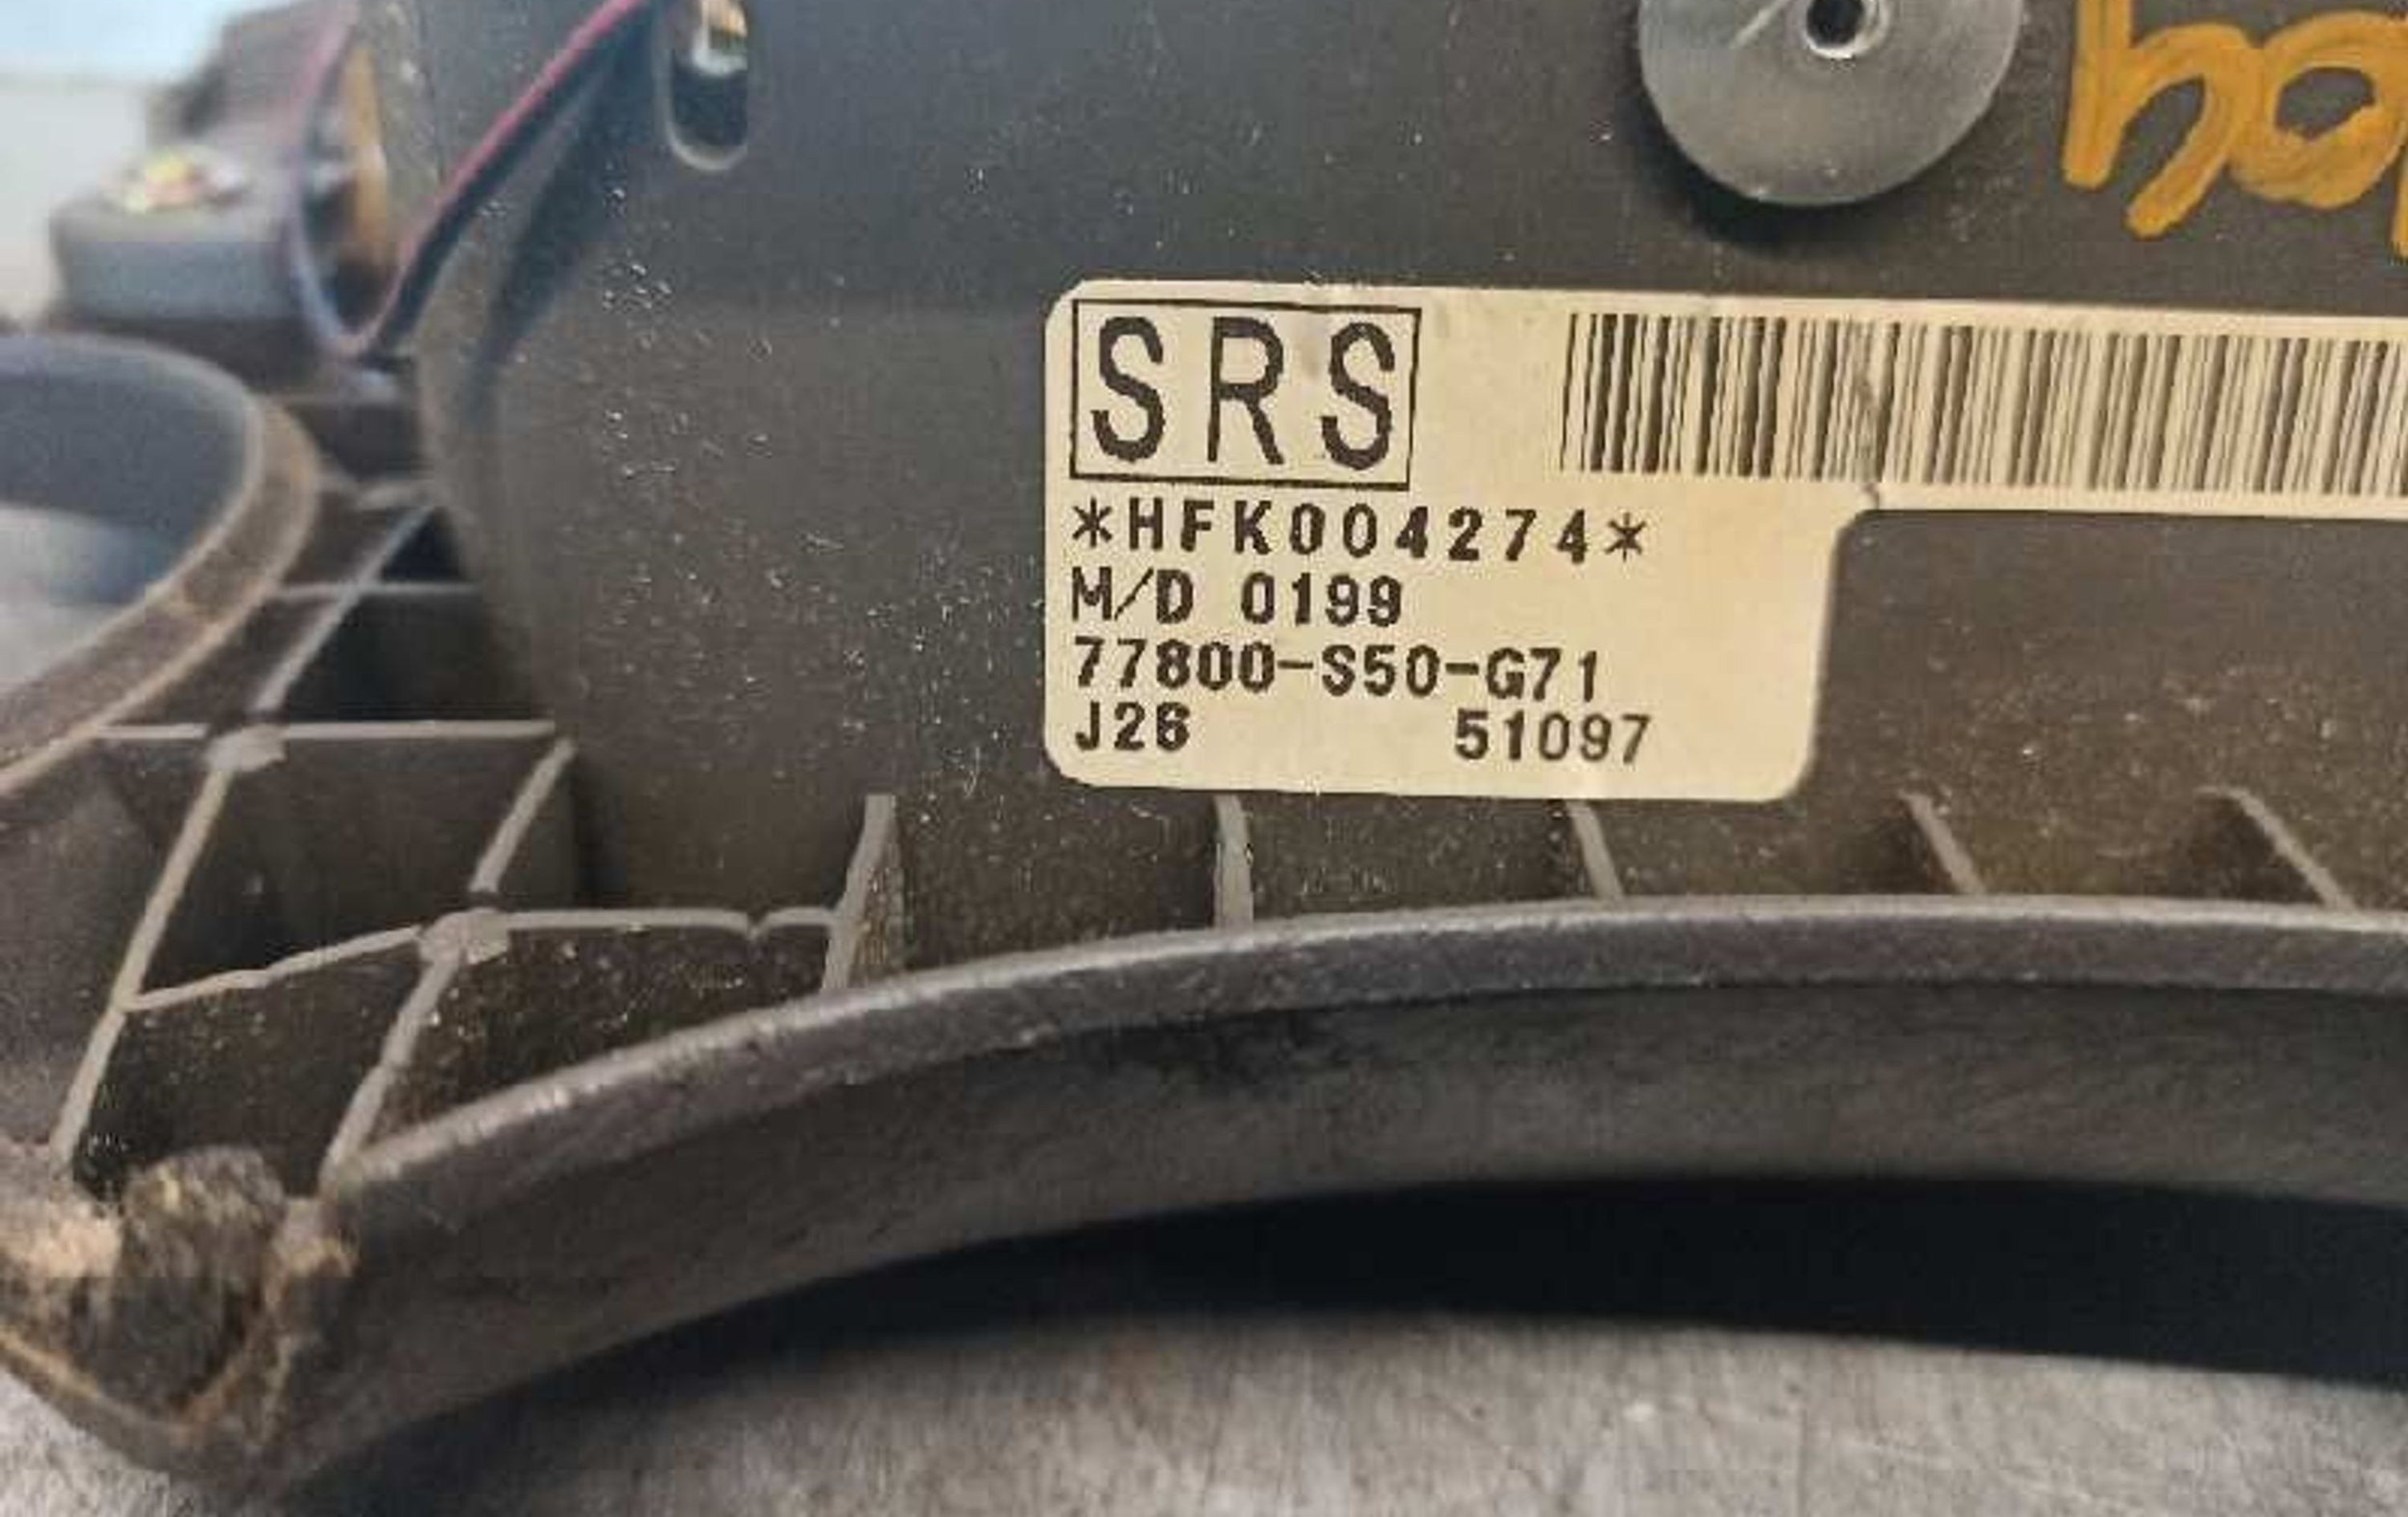 SRS
*HFK004274*
M/D 0199
77800-S50-G71
J26 51097